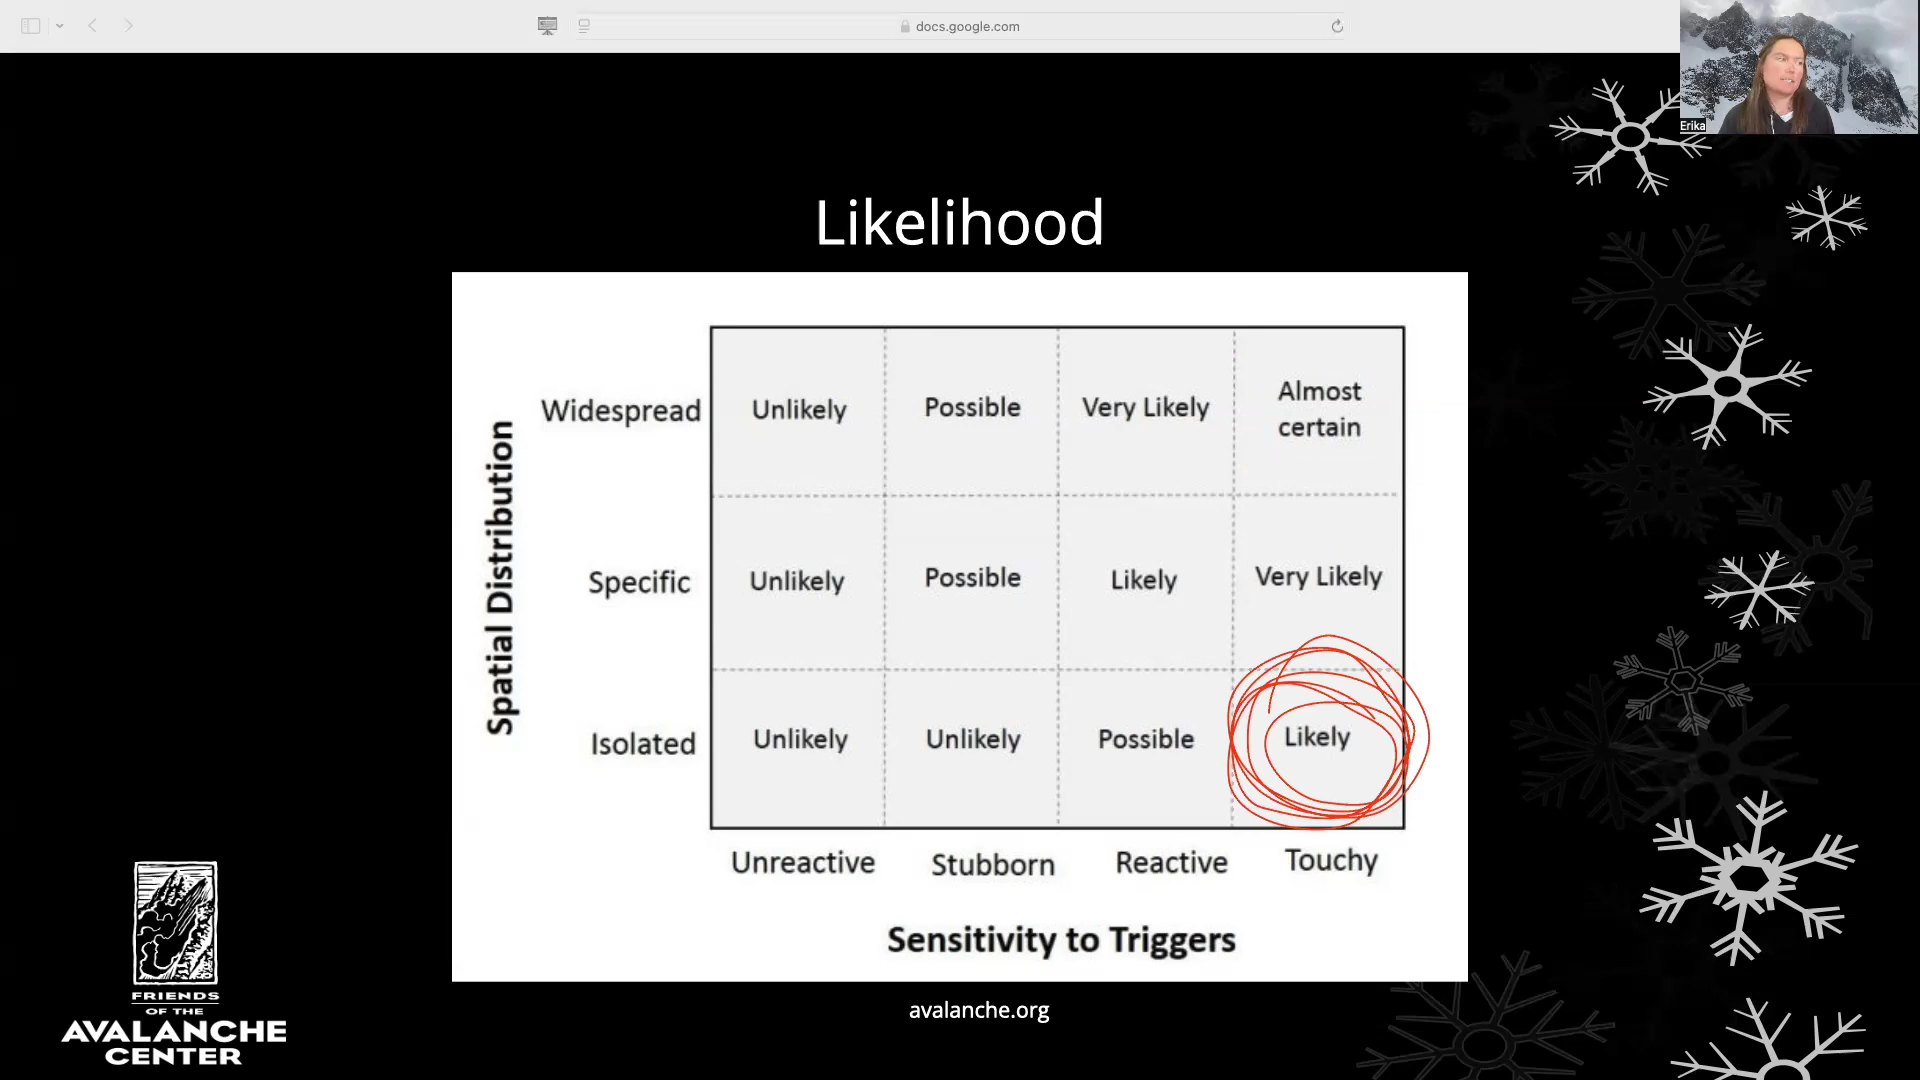 docs.google.com
Erika
Likelihood
Spatial Distribution
Widespread
Unlikely
Possible
Very Likely
Almost
certain
Specific
Unlikely
Possible
Likely
Very Likely
Isolated
Unlikely
Unlikely
Possible
Likely
Unreactive
Stubborn
Reactive
Touchy
Sensitivity to Triggers
avalanche.org
FRIENDS
OF THE
AVALANCHE
CENTER